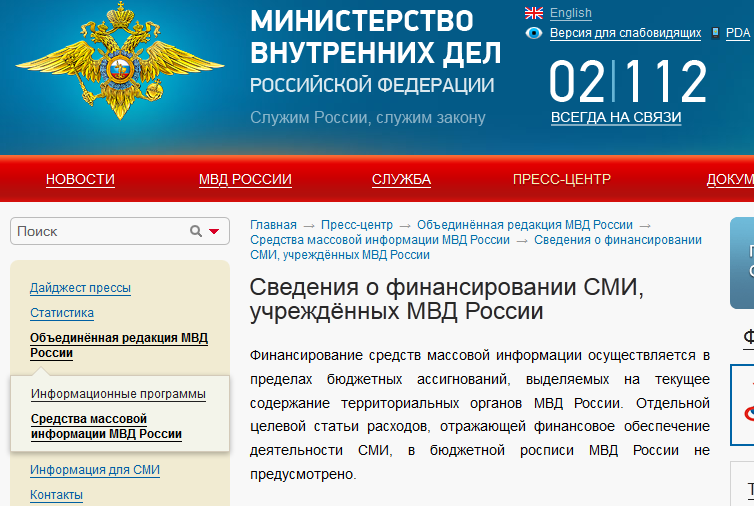 МИНИСТЕРСТВО
ВНУТРЕННИХ ДЕЛ
РОССИЙСКОЙ ФЕДЕРАЦИИ
Служим России, служим закону
English
Версия для слабовидящих
PDA
02 | 112
ВСЕГДА НА СВЯЗИ
НОВОСТИ
МВД РОССИИ
СЛУЖБА
ПРЕСС-ЦЕНТР
Поиск
Дайджест прессы
Статистика
Объединённая редакция МВД
России
Информационные программы
Средства массовой
информации МВД России
Информация для СМИ
Контакты
Главная → Пресс-центр → Объединённая редакция МВД России →
Средства массовой информации МВД России → Сведения о финансировании
СМИ, учреждённых МВД России
Сведения о финансировании СМИ,
учреждённых МВД России
Финансирование средств массовой информации осуществляется в
пределах бюджетных ассигнований, выделяемых на текущее
содержание территориальных органов МВД России. Отдельной
целевой статьи расходов, отражающей финансовое обеспечение
деятельности СМИ, в бюджетной росписи МВД России не
предусмотрено.